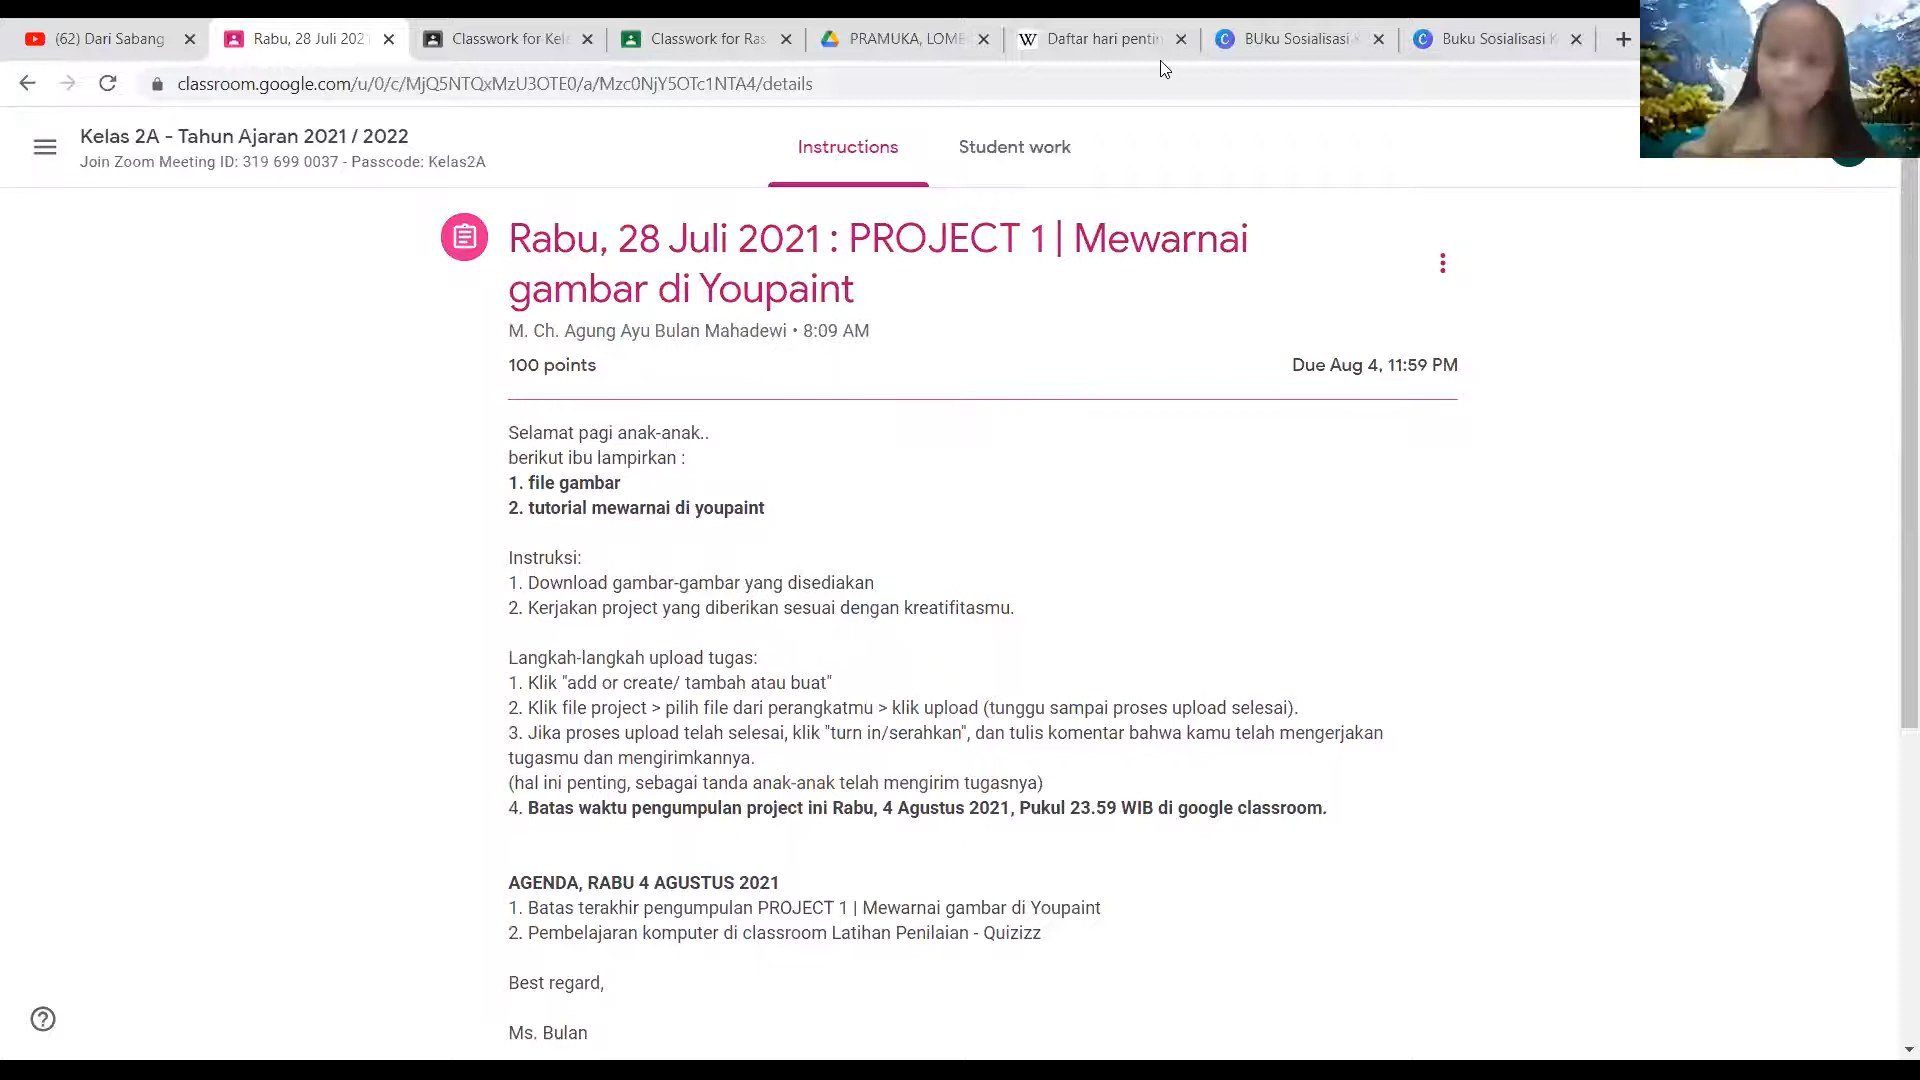 (62) Dari Sabang
Rabu, 28 Juli 202
Classwork for Kel
Classwork for Ras
PRAMUKA, LOMB
Daftar hari pentin
BUku Sosialisasi K
Buku Sosialisasi K
classroom.google.com/u/0/c/MjQ5NTQxMzU3OTE0/a/Mzc0NjY5OTc1NTA4/details
Kelas 2A - Tahun Ajaran 2021 / 2022
Join Zoom Meeting ID: 319 699 0037 - Passcode: Kelas2A
Instructions
Student work
Rabu, 28 Juli 2021 : PROJECT 1 | Mewarnai
gambar di Youpaint
M. Ch. Agung Ayu Bulan Mahadewi • 8:09 AM
100 points
Due Aug 4, 11:59 PM
Selamat pagi anak-anak..
berikut ibu lampirkan :
1. file gambar
2. tutorial mewarnai di youpaint
Instruksi:
1. Download gambar-gambar yang disediakan
2. Kerjakan project yang diberikan sesuai dengan kreatifitasmu.
Langkah-langkah upload tugas:
1. Klik "add or create/ tambah atau buat"
2. Klik file project > pilih file dari perangkatmu > klik upload (tunggu sampai proses upload selesai).
3. Jika proses upload telah selesai, klik "turn in/serahkan", dan tulis komentar bahwa kamu telah mengerjakan
tugasmu dan mengirimkannya.
(hal ini penting, sebagai tanda anak-anak telah mengirim tugasnya)
4. Batas waktu pengumpulan project ini Rabu, 4 Agustus 2021, Pukul 23.59 WIB di google classroom.
AGENDA, RABU 4 AGUSTUS 2021
1. Batas terakhir pengumpulan PROJECT 1 | Mewarnai gambar di Youpaint
2. Pembelajaran komputer di classroom Latihan Penilaian - Quizizz
Best regard,
Ms. Bulan